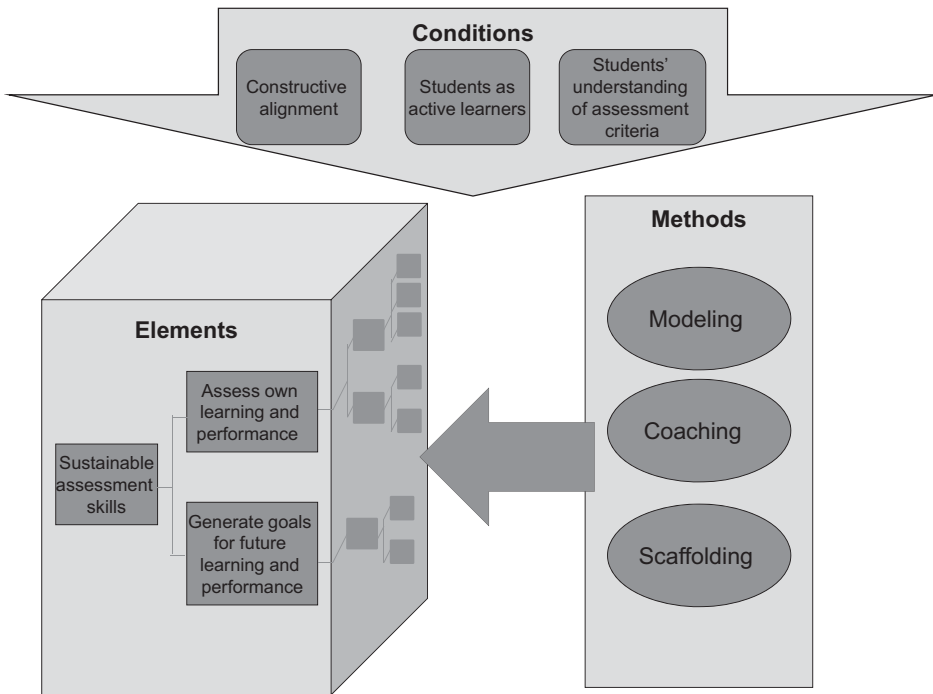 Conditions
Constructive
alignment
Students as
active learners
Students’
understanding
of assessment
criteria
Elements
Sustainable
assessment
skills
Assess own
learning and
performance
Generate goals
for future
learning and
performance
Methods
Modeling
Coaching
Scaffolding